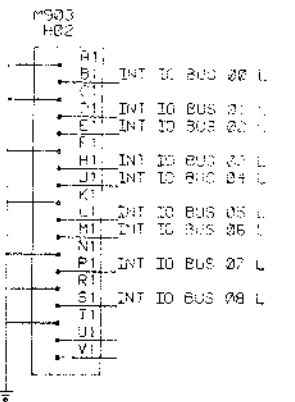 M903
H02
A1
B1 INT IO BUS 00 L
C1
D1 INT IO BUS 01 L
E1 INT IO BUS 02 L
F1
H1 INT IO BUS 03 L
J1 INT IO BUS 04 L
K1
L1 INT IO BUS 05 L
M1 INT IO BUS 06 L
N1
P1 INT IO BUS 07 L
R1
S1 INT IO BUS 08 L
T1
U1
V1